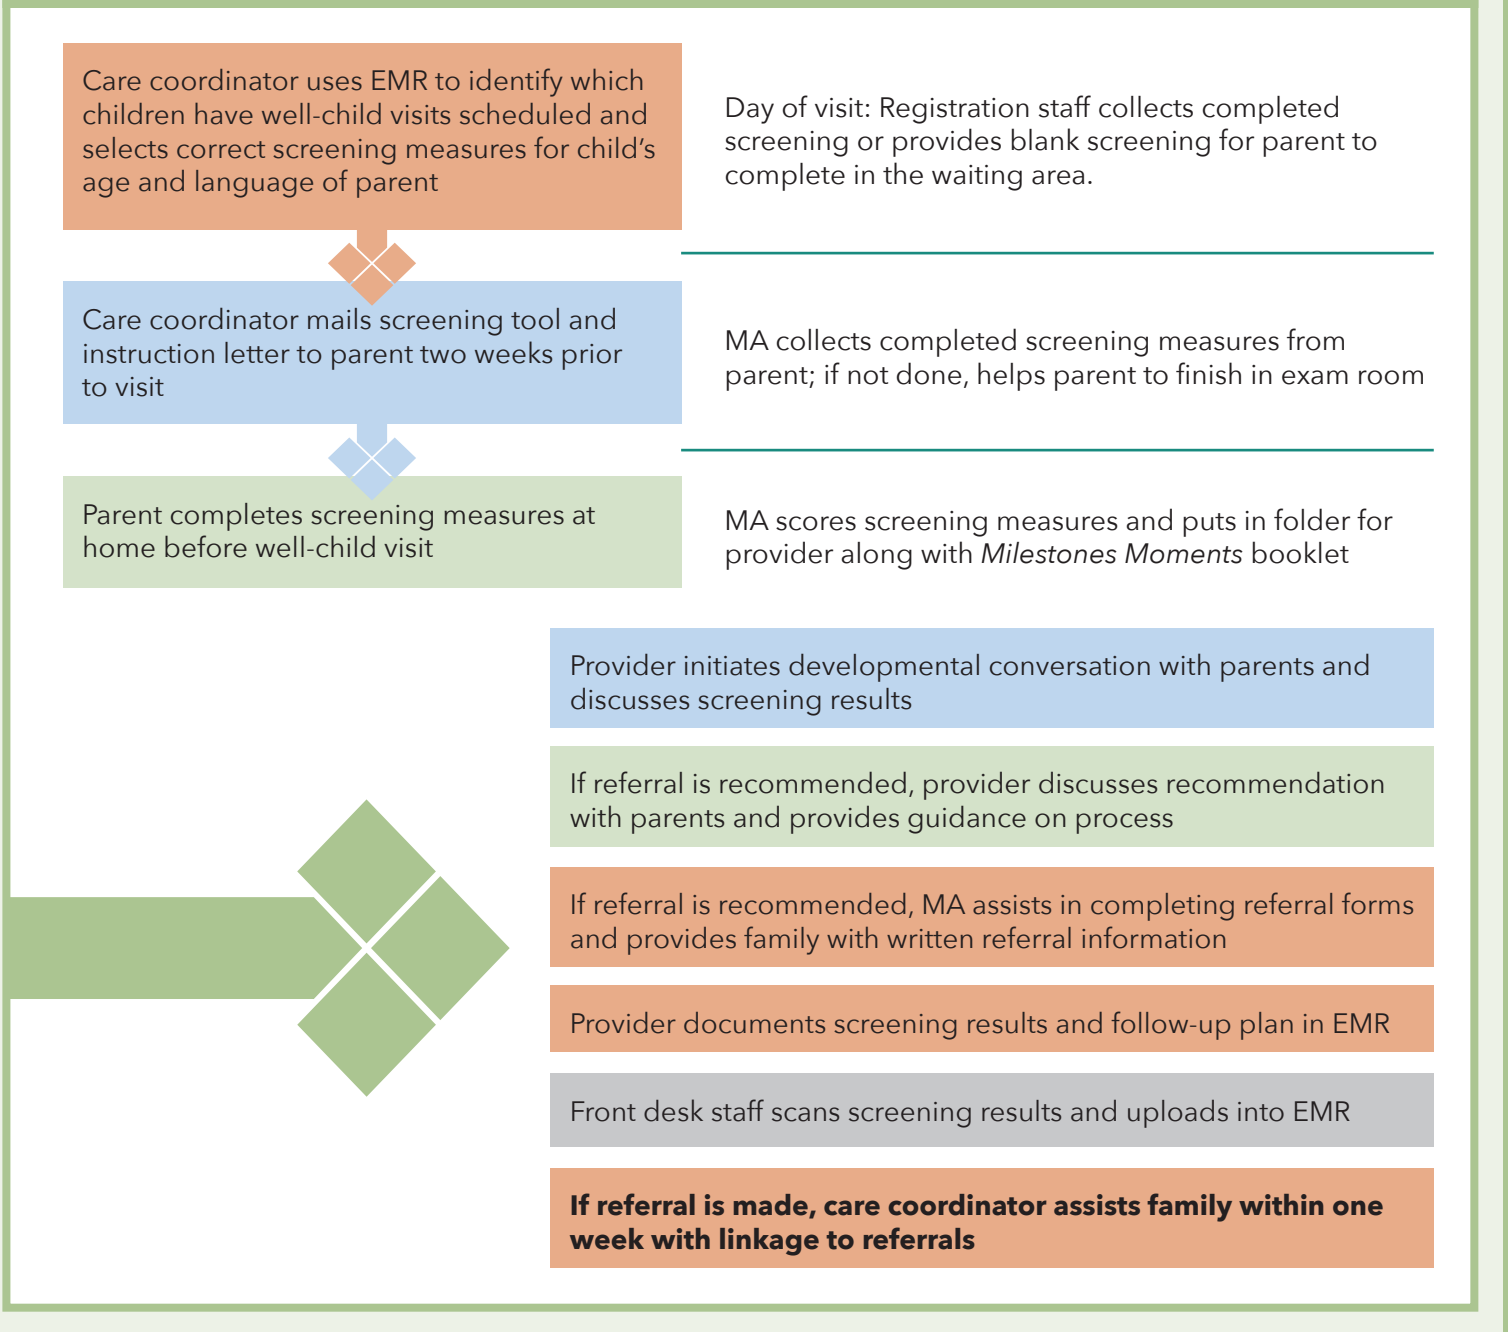 Care coordinator uses EMR to identify which
children have well-child visits scheduled and
selects correct screening measures for child’s
age and language of parent
Care coordinator mails screening tool and
instruction letter to parent two weeks prior
to visit
Parent completes screening measures at
home before well-child visit
Day of visit: Registration staff collects completed
screening or provides blank screening for parent to
complete in the waiting area.
MA collects completed screening measures from
parent; if not done, helps parent to finish in exam room
MA scores screening measures and puts in folder for
provider along with Milestones Moments booklet
Provider initiates developmental conversation with parents and
discusses screening results
If referral is recommended, provider discusses recommendation
with parents and provides guidance on process
If referral is recommended, MA assists in completing referral forms
and provides family with written referral information
Provider documents screening results and follow-up plan in EMR
Front desk staff scans screening results and uploads into EMR
If referral is made, care coordinator assists family within one
week with linkage to referrals